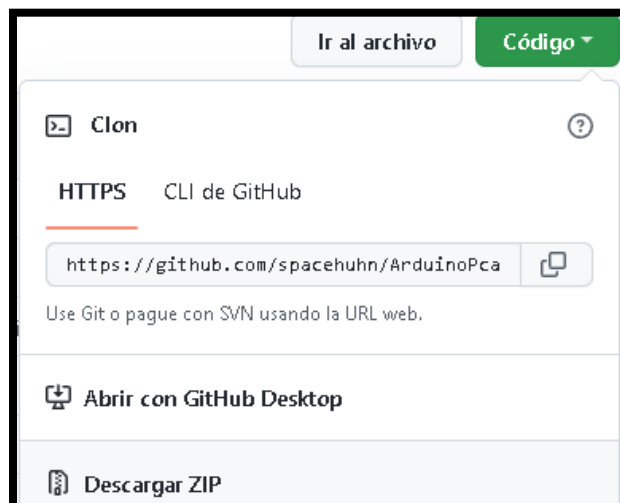 Ir al archivo Código
Clon
HTTPS CLI de GitHub
https://github.com/spacehuhn/ArduinoPca
Use Git o pague con SVN usando la URL web.
Abrir con GitHub Desktop
Descargar ZIP